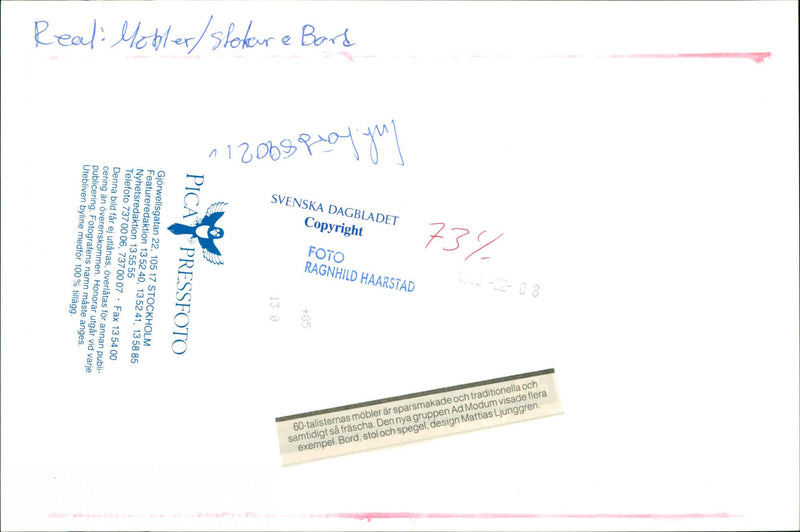 Real: Möbler/Stolar o Bord
890211
PICA PRESSFOTO
Gjörwellsgatan 22, 105 17 STOCKHOLM
Featureredaktion 13 52 40, 13 52 41, 13 58 85
Nyhetsredaktion 13 55 55
Telefoto 737 00 06, 737 00 07 · Fax 13 54 00
Denna bild får ej utlånas, överlåtas för annan publi-
cering än överenskommen. Honorar utgår vid varje
publicering. Fotografens namn måste anges.
Utebliven byline medför 100 % tillägg.
SVENSKA DAGBLADET
Copyright
FOTO
RAGNHILD HAARSTAD
73%
-02-08
60-talisternas möbler är sparsmakade och traditionella och
samtidigt så fräscha. Den nya gruppen Ad Modum visade flera
exempel. Bord, stol och spegel, design Mattias Ljunggren.